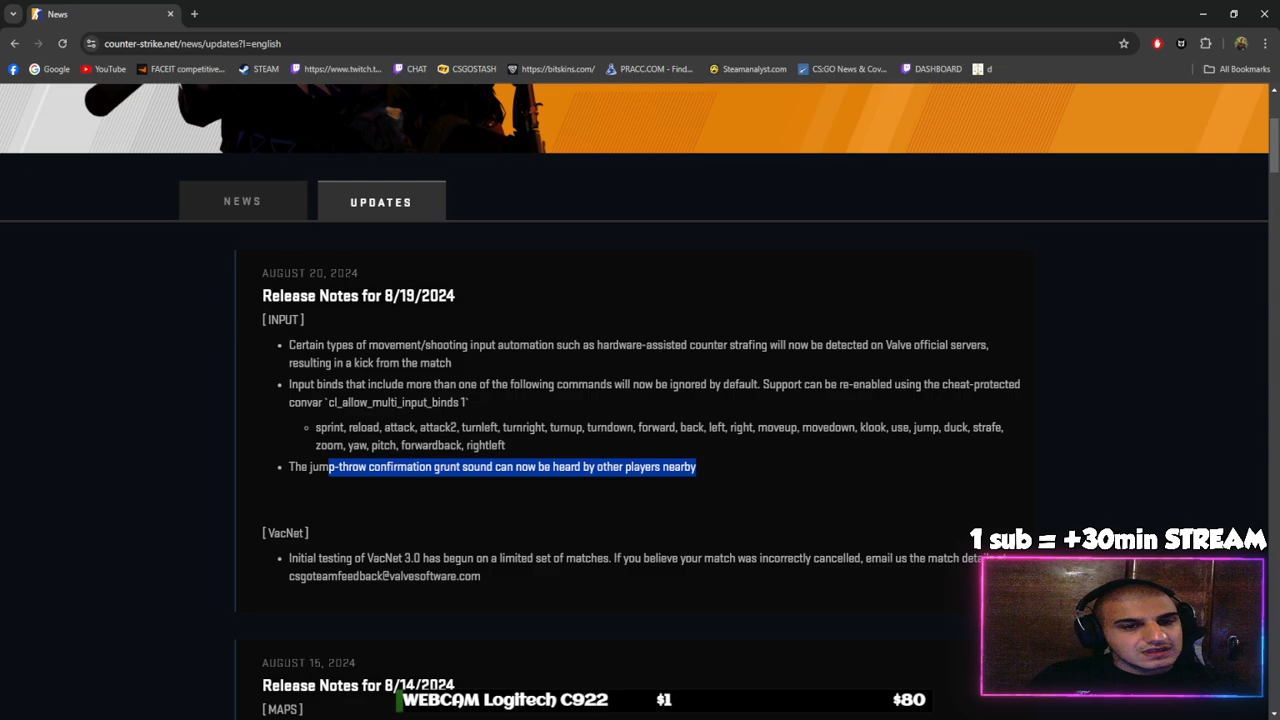 News
counter-strike.net/news/updates?l=english
Google
YouTube
FACEIT competitive...
STEAM
https://www.twitch.t...
CHAT
CSGOSTASH
https://bitskins.com/
PRACC.COM - Find...
Steamanalyst.com
CS:GO News & Cov...
DASHBOARD
d
All Bookmarks
NEWS
UPDATES
AUGUST 20, 2024
Release Notes for 8/19/2024
[ INPUT ]
Certain types of movement/shooting input automation such as hardware-assisted counter strafing will now be detected on Valve official servers,
resulting in a kick from the match
Input binds that include more than one of the following commands will now be ignored by default. Support can be re-enabled using the cheat-protected
convar `cl_allow_multi_input_binds 1`
sprint, reload, attack, attack2, turnleft, turnright, turnup, turndown, forward, back, left, right, moveup, movedown, klook, use, jump, duck, strafe,
zoom, yaw, pitch, forwardback, rightleft
The jump-throw confirmation grunt sound can now be heard by other players nearby
[ VacNet ]
Initial testing of VacNet 3.0 has begun on a limited set of matches. If you believe your match was incorrectly cancelled, email us the match details at
csgoteamfeedback@valvesoftware.com
1 sub = +30min STREAM
AUGUST 15, 2024
Release Notes for 8/14/2024
[ MAPS ]
WEBCAM Logitech C922 $1 $80